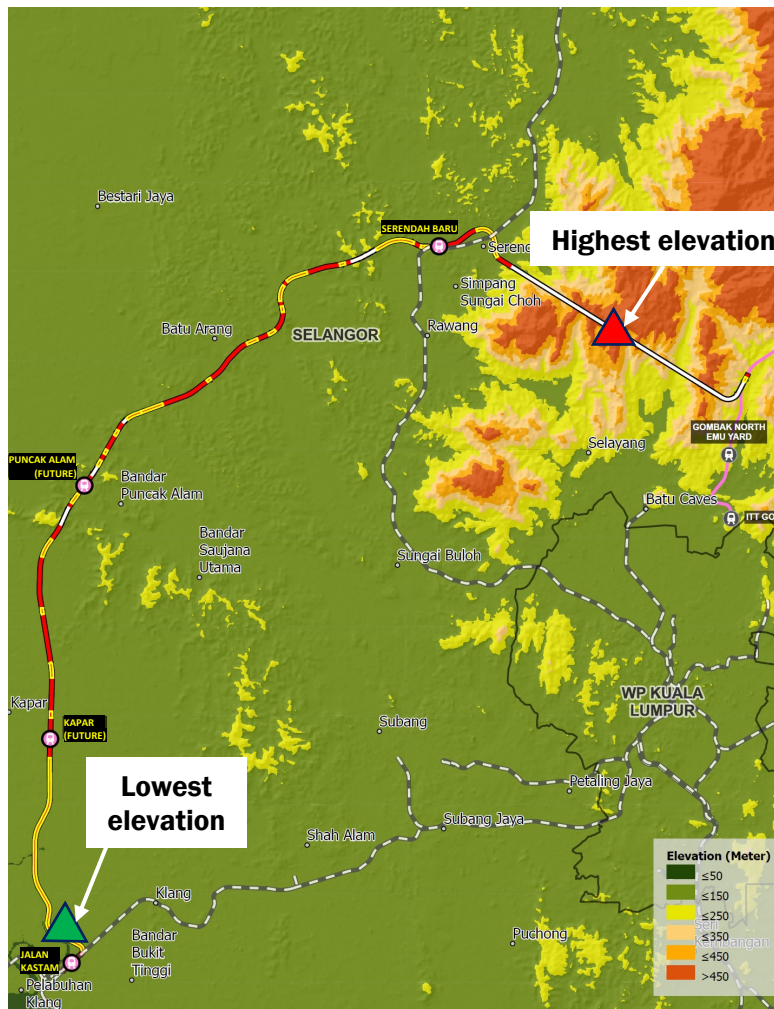 Bestari Jaya
SERENDAH BARU
Serend
Highest elevation
Simpang
Sungai Choh
Batu Arang
SELANGOR
Rawang
GOMBAK NORTH
EMU YARD
Selayang
PUNCAK ALAM
(FUTURE)
Bandar
Puncak Alam
Batu Caves
ITT GO
Bandar
Saujana
Utama
Sungai Buloh
Kapar
KAPAR
(FUTURE)
WP KUALA
LUMPUR
Subang
Lowest
elevation
Petaling Jaya
Subang Jaya
Shah Alam
Elevation (Meter)
≤50
≤150
≤250
≤350
≤450
>450
Klang
Seri
Kembangan
Bandar
Bukit
Tinggi
Puchong
JALAN
KASTAM
Pelabuhan
Klang